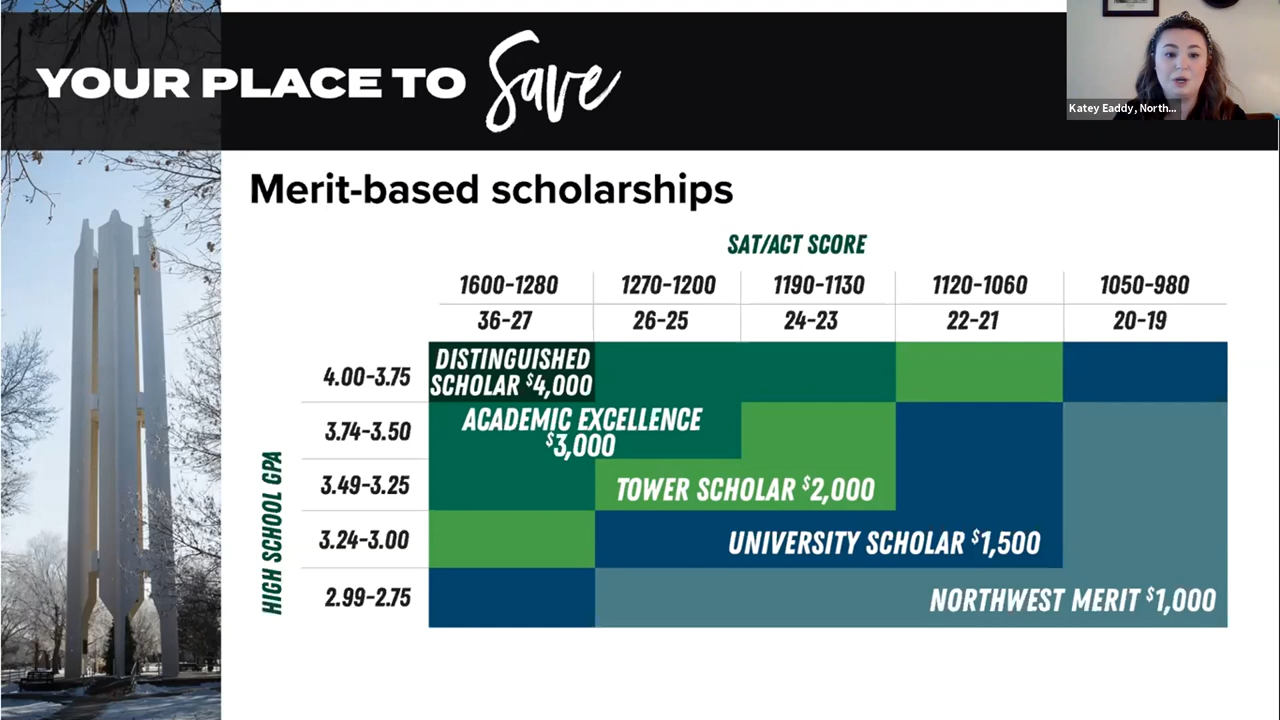 YOUR PLACE TO Save
Katey Eaddy, North...
Merit-based scholarships
SAT/ACT SCORE
1600-1280 1270-1200 1190-1130 1120-1060 1050-980
36-27 26-25 24-23 22-21 20-19
HIGH SCHOOL GPA
4.00-3.75
DISTINGUISHED
SCHOLAR $4,000
3.74-3.50
ACADEMIC EXCELLENCE
$3,000
3.49-3.25
TOWER SCHOLAR $2,000
3.24-3.00
UNIVERSITY SCHOLAR $1,500
2.99-2.75
NORTHWEST MERIT $1,000